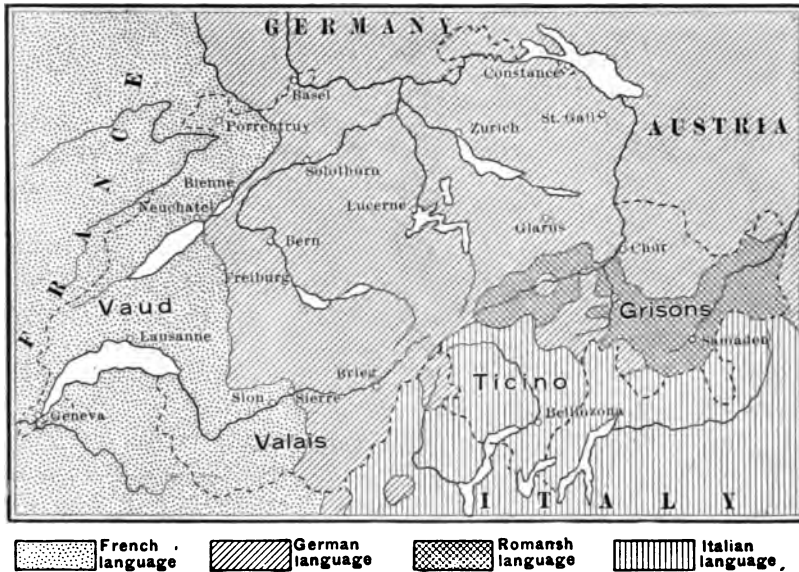 GERMANY
Constance
Basel
FRANCE
Porrentruy
Zurich
St. Gall
AUSTRIA
Bienne
Solothorn
Neuchatel
Lucerne
Glarus
Bern
Chur
Freiburg
Vaud
Grisons
Lausanne
Samaden
Brieg
Ticino
Sion
Sierre
Geneva
Bellinzona
Valais
ITALY
French
language
German
language
Romansh
language
Italian
language